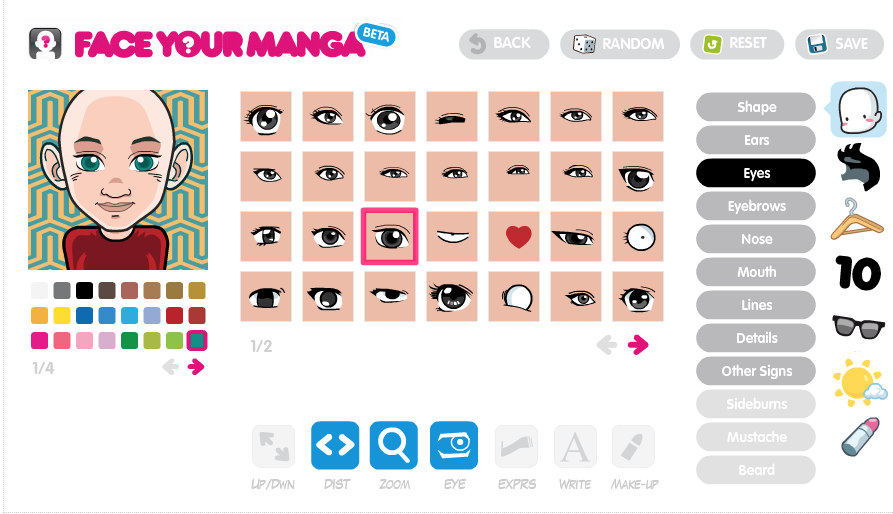 FACE YOUR MANGA
BETA
BACK
RANDOM
RESET
SAVE
Shape
Ears
Eyes
Eyebrows
Nose
Mouth
Lines
Details
Other Signs
Sideburns
Mustache
Beard
10
1/4
1/2
UP/DWN
DIST
ZOOM
EYE
EXPRS
A
WRITE
MAKE-UP